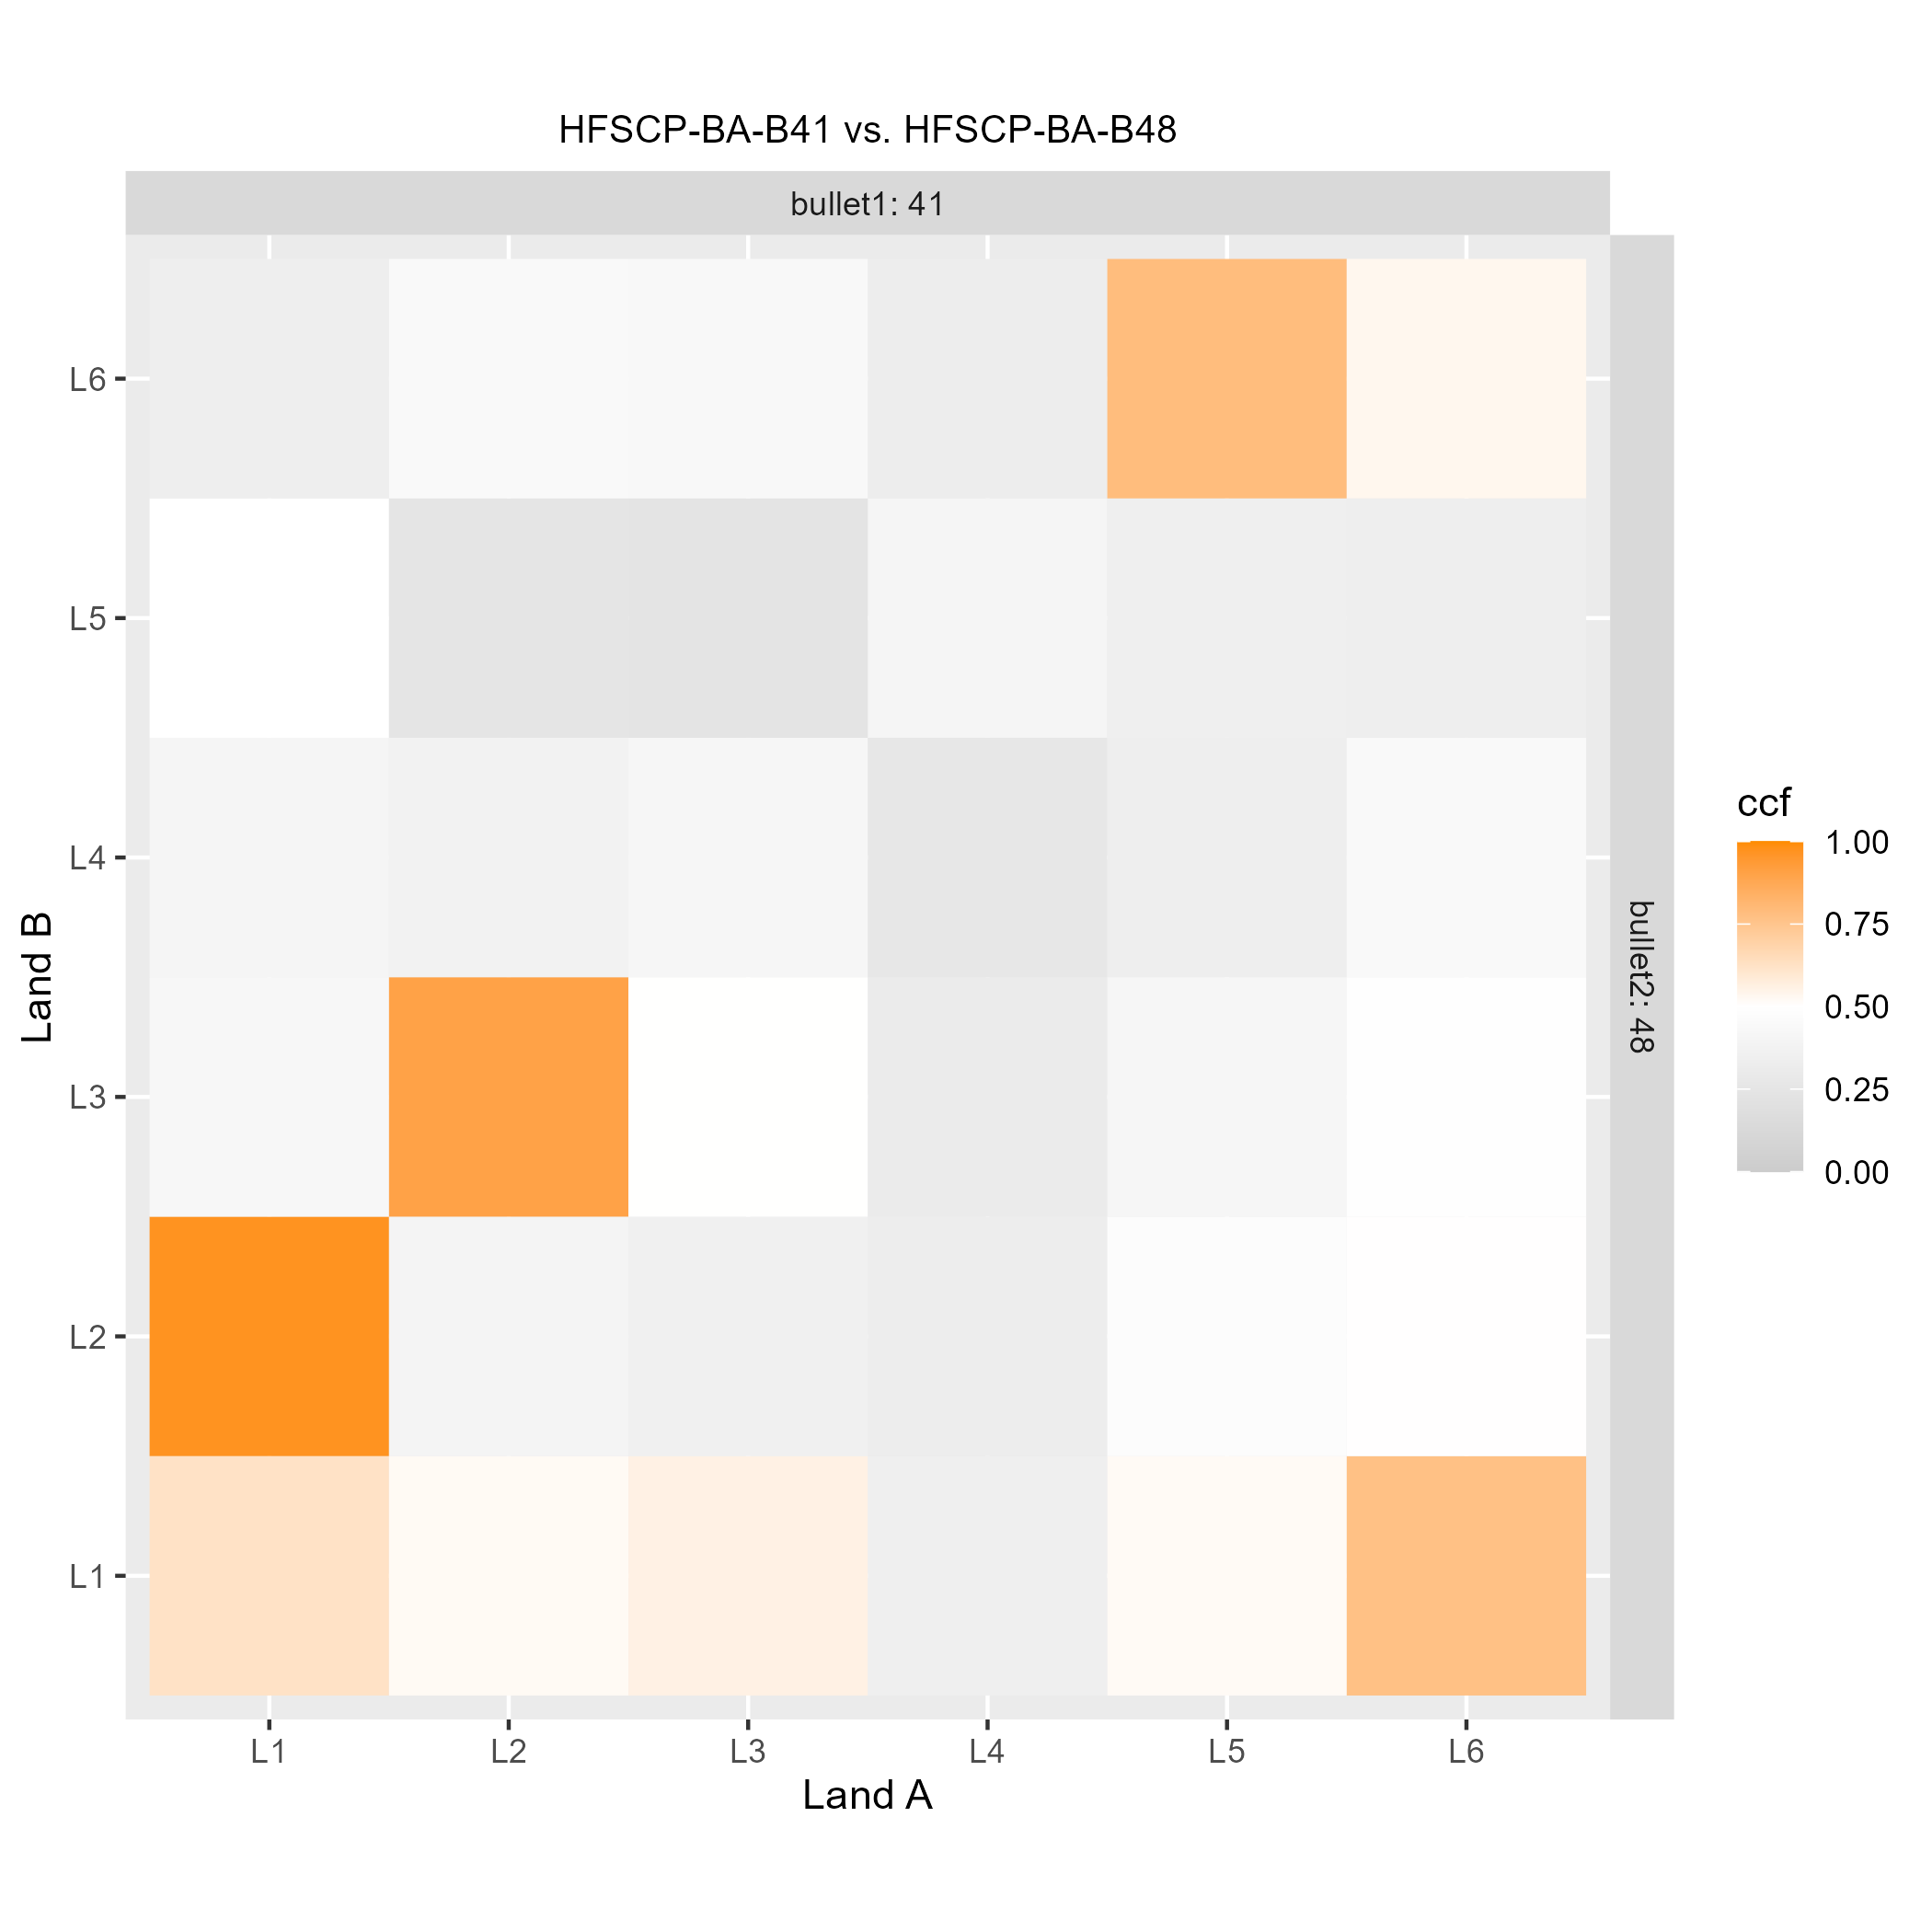 HFSCP-BA-B41 vs. HFSCP-BA-B48
bullet1: 41
L6
L5
L4
L3
L2
L1
Land B
L1 L2 L3 L4 L5 L6
Land A
bullet2: 48
ccf
1.00
0.75
0.50
0.25
0.00